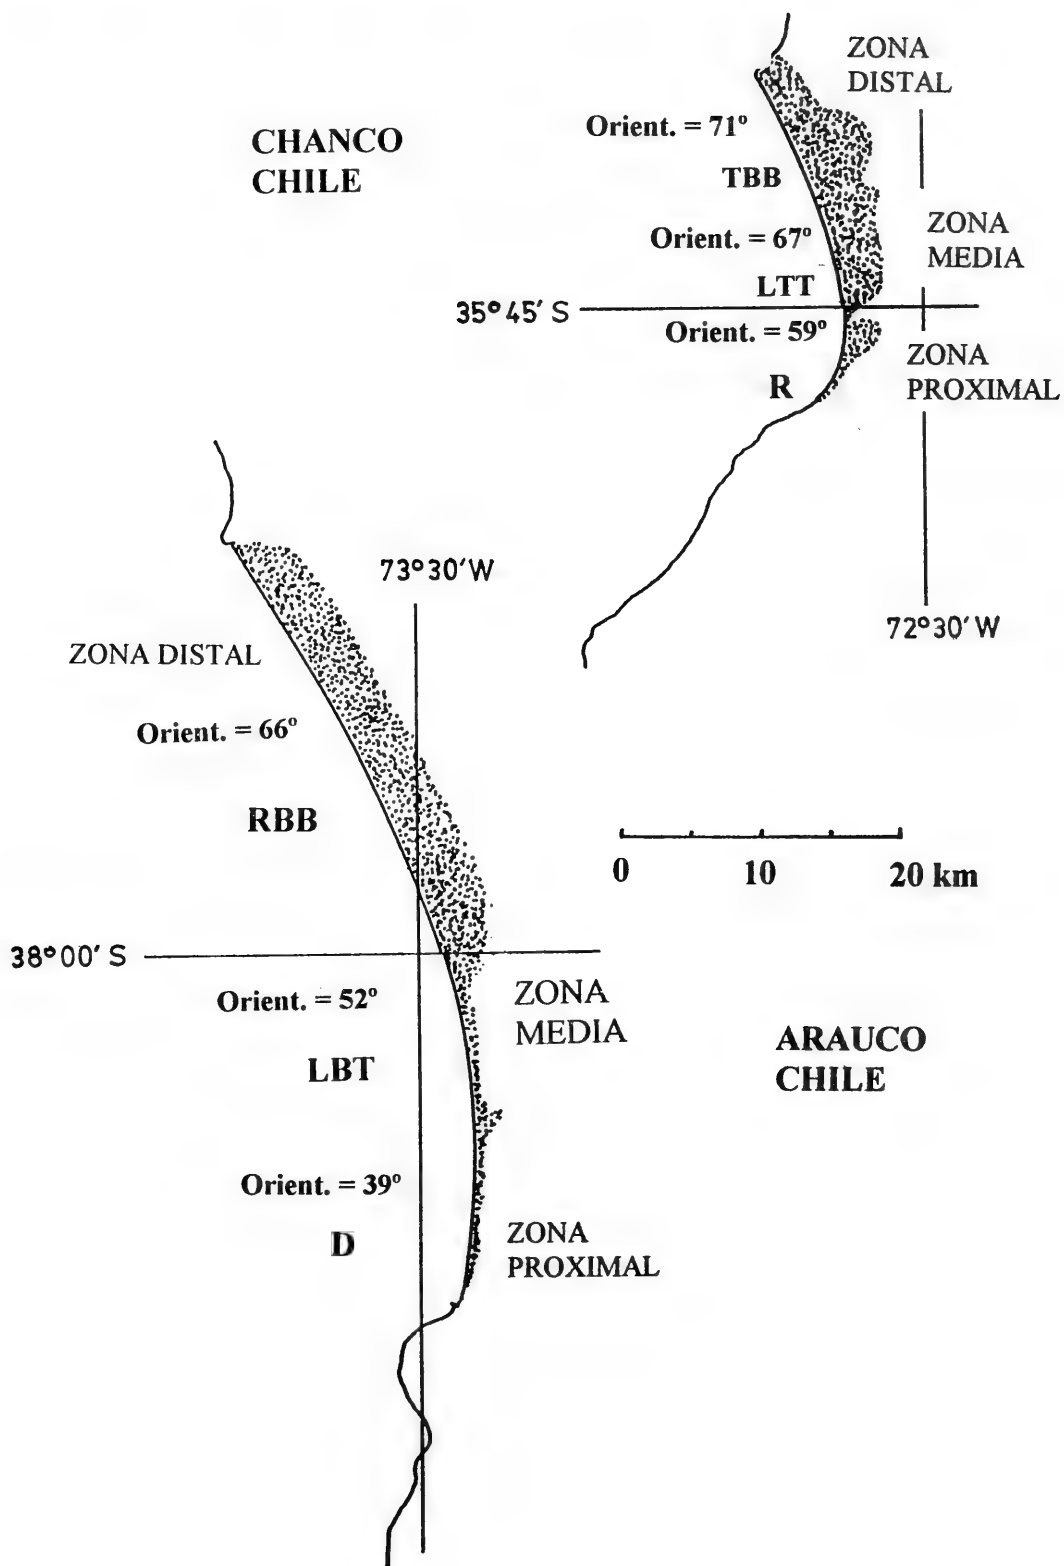 ZONA
DISTAL
CHANCO
CHILE
Orient. = 71º
TBB
Orient. = 67º
ZONA
MEDIA
LTT
35º45' S
Orient. = 59º
ZONA
PROXIMAL
R
72º30' W
73º30' W
ZONA DISTAL
Orient. = 66º
RBB
0 10 20 km
38º00' S
Orient. = 52º
ZONA
MEDIA
LBT
ARAUCO
CHILE
Orient. = 39º
D
ZONA
PROXIMAL